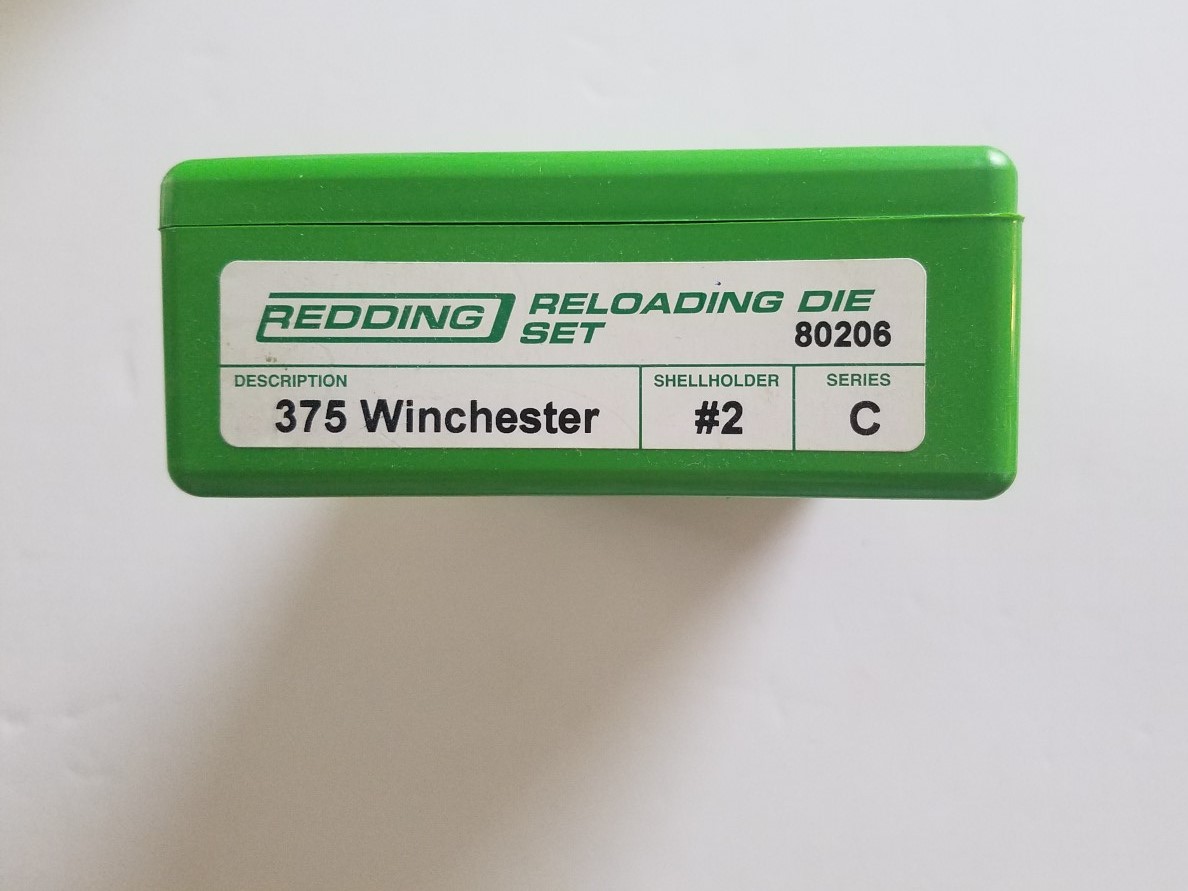 REDDING RELOADING DIE
SET 80206
DESCRIPTION SHELLHOLDER SERIES
375 Winchester #2 C